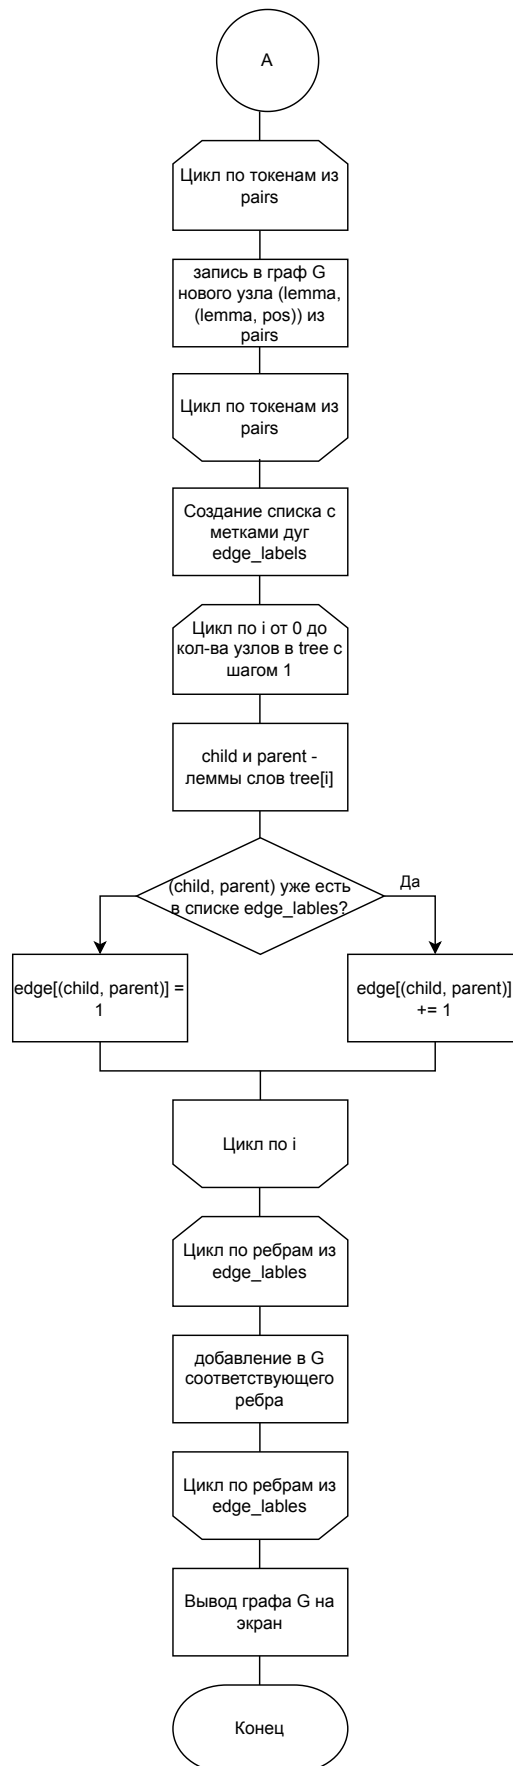 А
Цикл по токенам из
pairs
запись в граф G
нового узла (lemma,
(lemma, pos)) из
pairs
Цикл по токенам из
pairs
Создание списка с
метками дуг
edge_labels
Цикл по i от 0 до
кол-ва узлов в tree с
шагом 1
child и parent -
леммы слов tree[i]
(child, parent) уже есть
в списке edge_lables?
Да
edge[(child, parent)] =
1
edge[(child, parent)]
+= 1
Цикл по i
Цикл по ребрам из
edge_lables
добавление в G
соответствующего
ребра
Цикл по ребрам из
edge_lables
Вывод графа G на
экран
Конец